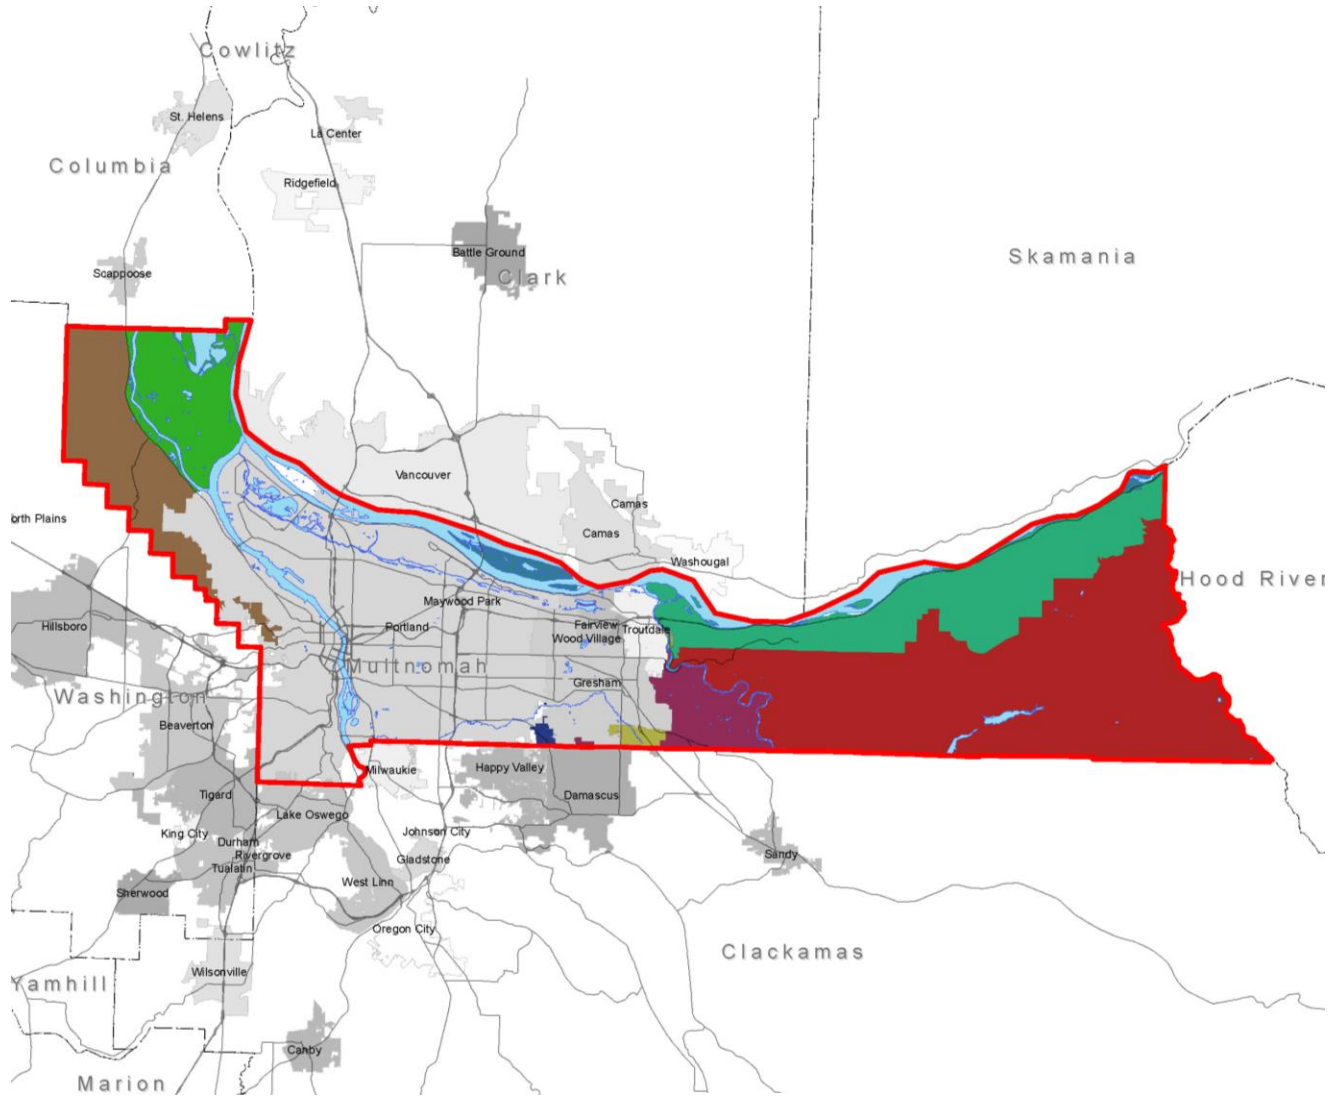 Cowlitz
St. Helens
La Center
Columbia
Ridgefield
Battle Ground
Skamania
Scappoose
Clark
Vancouver
Camas
orth Plains
Camas
Washougal
Hood River
Maywood Park
Hillsboro
Portland
Fairview
Troutdale
Wood Village
Multnomah
Gresham
Washington
Beaverton
Happy Valley
Milwaukie
Tigard
Damascus
Lake Oswego
King City
Johnson City
Durham
Rivergrove
Gladstone
Sandy
Tualatin
West Linn
Sherwood
Oregon City
Clackamas
Wilsonville
Yamhill
Canby
Marion